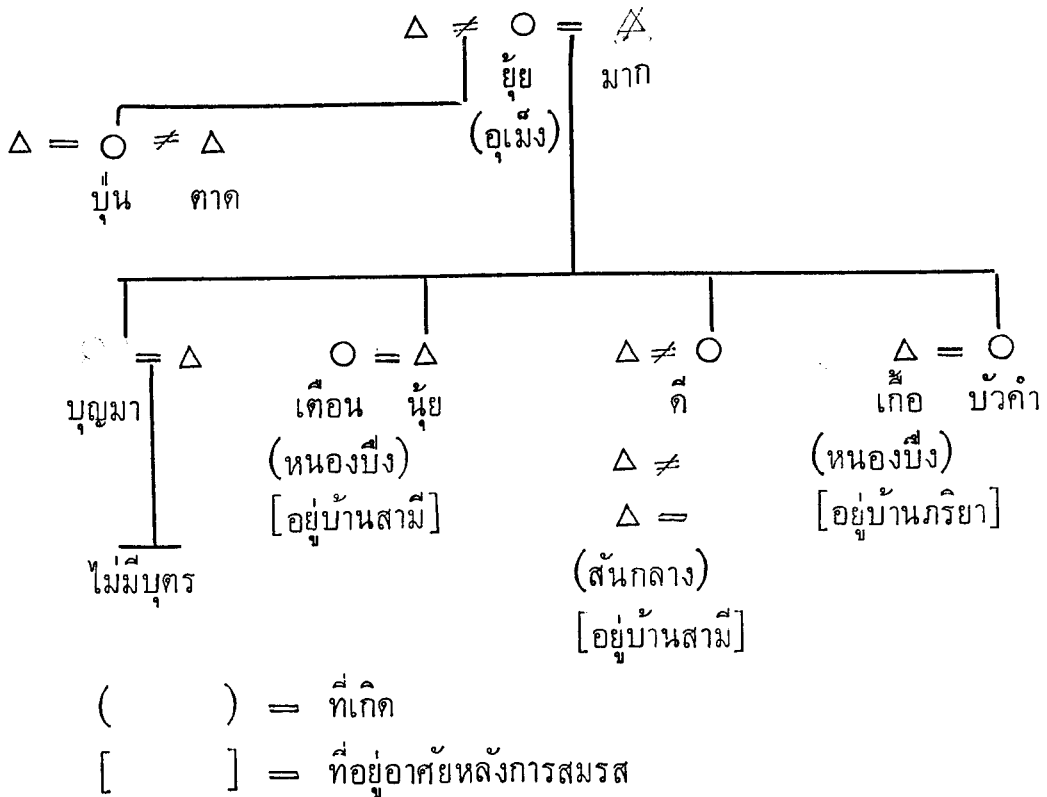 ยุ้ย มาก
(อุเม็ง)
บุ่น ตาด
บุญมา เตือน นุ้ย ดี เกื้อ บัวคำ
(หนองบึง) (หนองบึง)
[อยู่บ้านสามี] [อยู่บ้านภริยา]
ไม่มีบุตร
(สันกลาง)
[อยู่บ้านสามี]
( ) = ที่เกิด
[ ] = ที่อยู่อาศัยหลังการสมรส